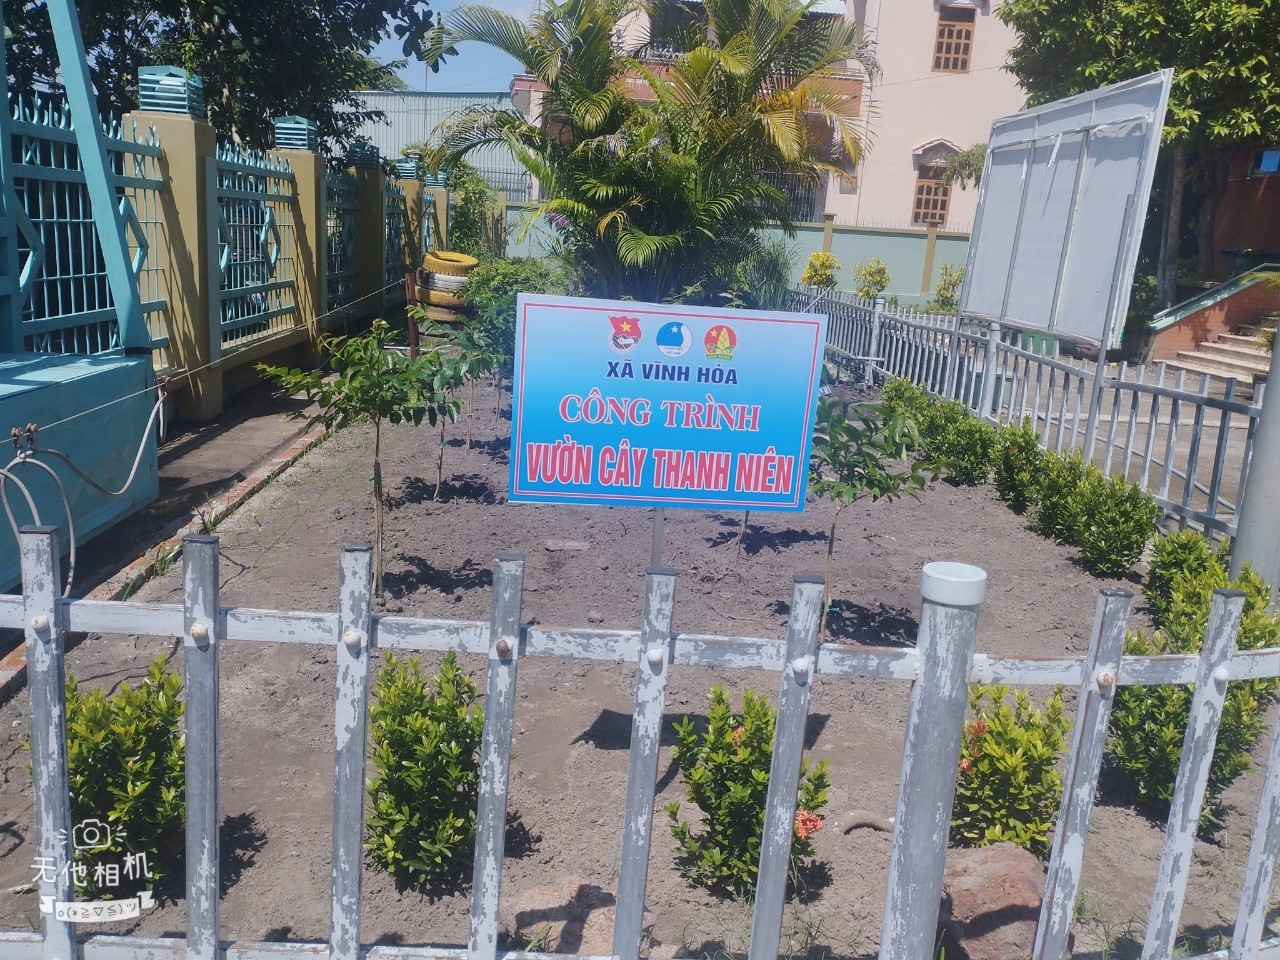 XÃ VĨNH HÒA
CÔNG TRÌNH
VƯỜN CÂY THANH NIÊN
无他相机